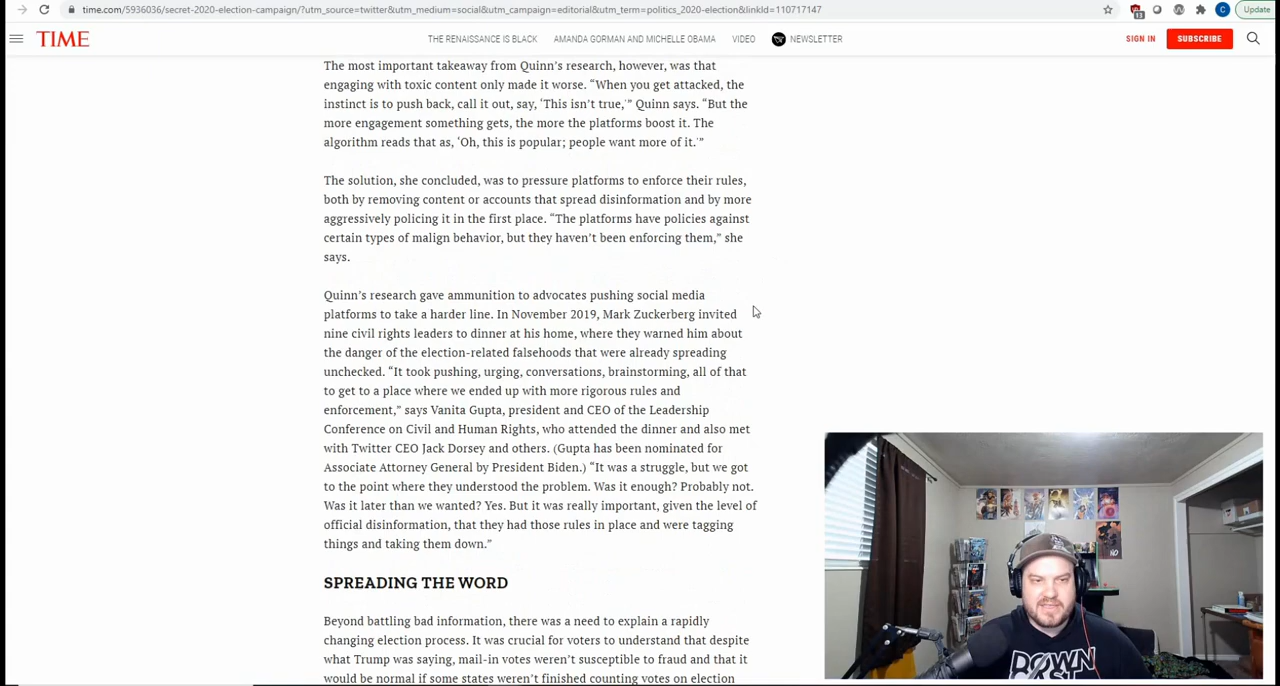 time.com/5936036/secret-2020-election-campaign/?utm_source=twitter&utm_medium=social&utm_campaign=editorial&utm_term=politics_2020-election&linkId=110717147
13
C
Update
TIME
THE RENAISSANCE IS BLACK
AMANDA GORMAN AND MICHELLE OBAMA
VIDEO
NEWSLETTER
SIGN IN
SUBSCRIBE
The most important takeaway from Quinn’s research, however, was that
engaging with toxic content only made it worse. “When you get attacked, the
instinct is to push back, call it out, say, ‘This isn’t true,’” Quinn says. “But the
more engagement something gets, the more the platforms boost it. The
algorithm reads that as, ‘Oh, this is popular; people want more of it.’”
The solution, she concluded, was to pressure platforms to enforce their rules,
both by removing content or accounts that spread disinformation and by more
aggressively policing it in the first place. “The platforms have policies against
certain types of malign behavior, but they haven’t been enforcing them,” she
says.
Quinn’s research gave ammunition to advocates pushing social media
platforms to take a harder line. In November 2019, Mark Zuckerberg invited
nine civil rights leaders to dinner at his home, where they warned him about
the danger of the election-related falsehoods that were already spreading
unchecked. “It took pushing, urging, conversations, brainstorming, all of that
to get to a place where we ended up with more rigorous rules and
enforcement,” says Vanita Gupta, president and CEO of the Leadership
Conference on Civil and Human Rights, who attended the dinner and also met
with Twitter CEO Jack Dorsey and others. (Gupta has been nominated for
Associate Attorney General by President Biden.) “It was a struggle, but we got
to the point where they understood the problem. Was it enough? Probably not.
Was it later than we wanted? Yes. But it was really important, given the level of
official disinformation, that they had those rules in place and were tagging
things and taking them down.”
SPREADING THE WORD
Beyond battling bad information, there was a need to explain a rapidly
changing election process. It was crucial for voters to understand that despite
what Trump was saying, mail-in votes weren’t susceptible to fraud and that it
would be normal if some states weren’t finished counting votes on election
NO
DOWN
CAST